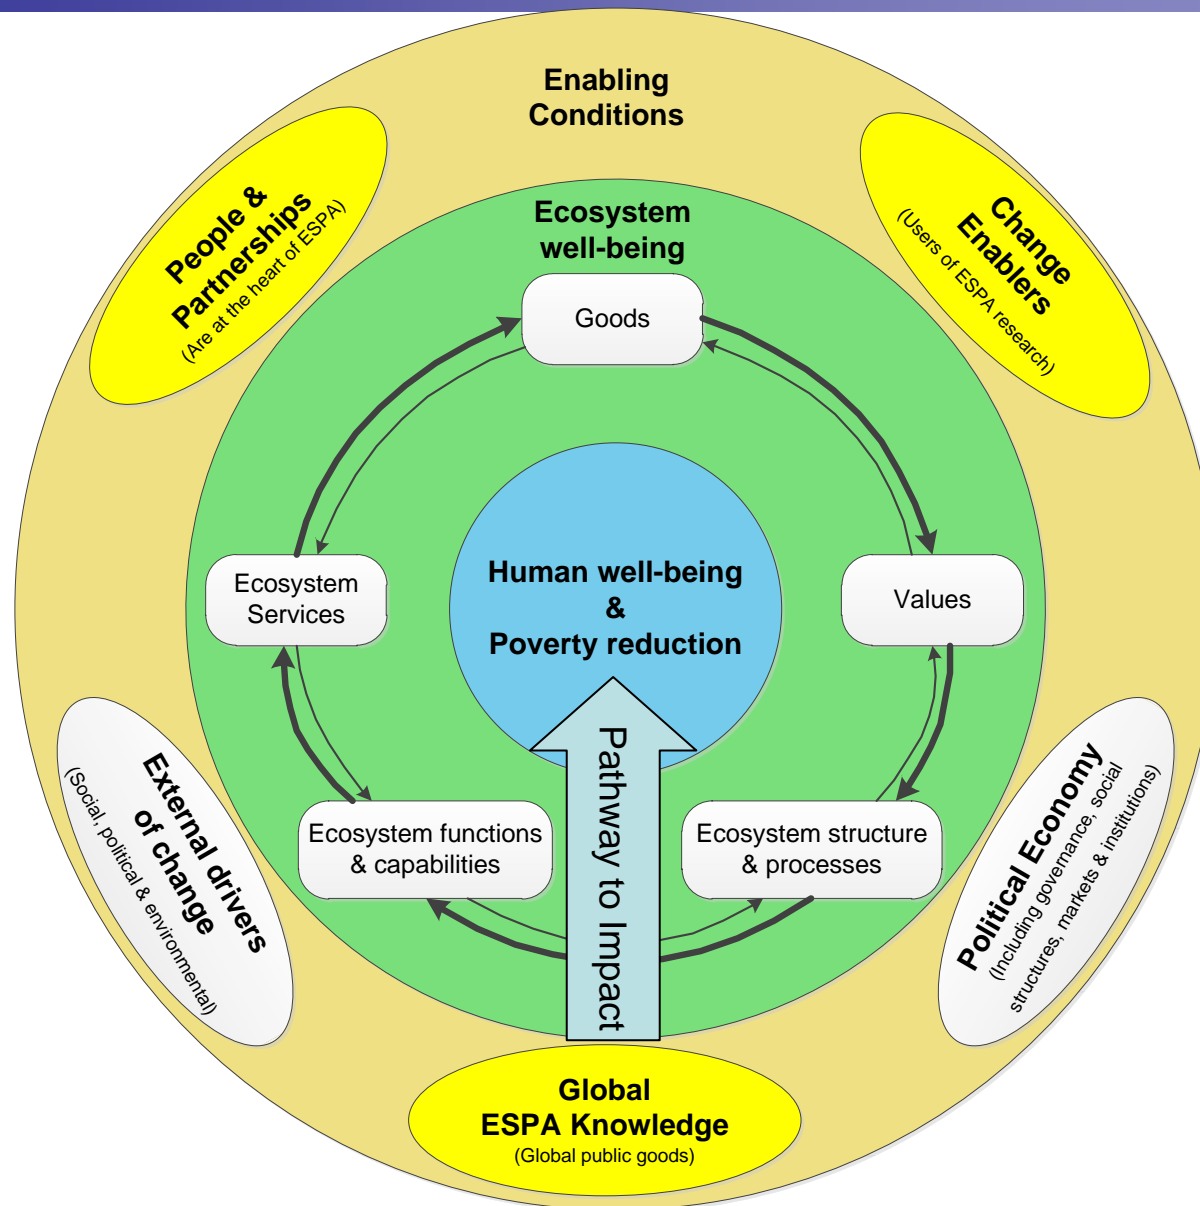 Enabling
Conditions
People &
Partnerships
(Are at the heart of ESPA)
Change
Enablers
(Users of ESPA research)
Ecosystem
well-being
Goods
Ecosystem
Services
Human well-being
&
Poverty reduction
Values
External drivers
of change
(Social, political & environmental)
Ecosystem functions
& capabilities
Pathway to Impact
Ecosystem structure
& processes
Political Economy
(Including governance, social
structures, markets & institutions)
Global
ESPA Knowledge
(Global public goods)